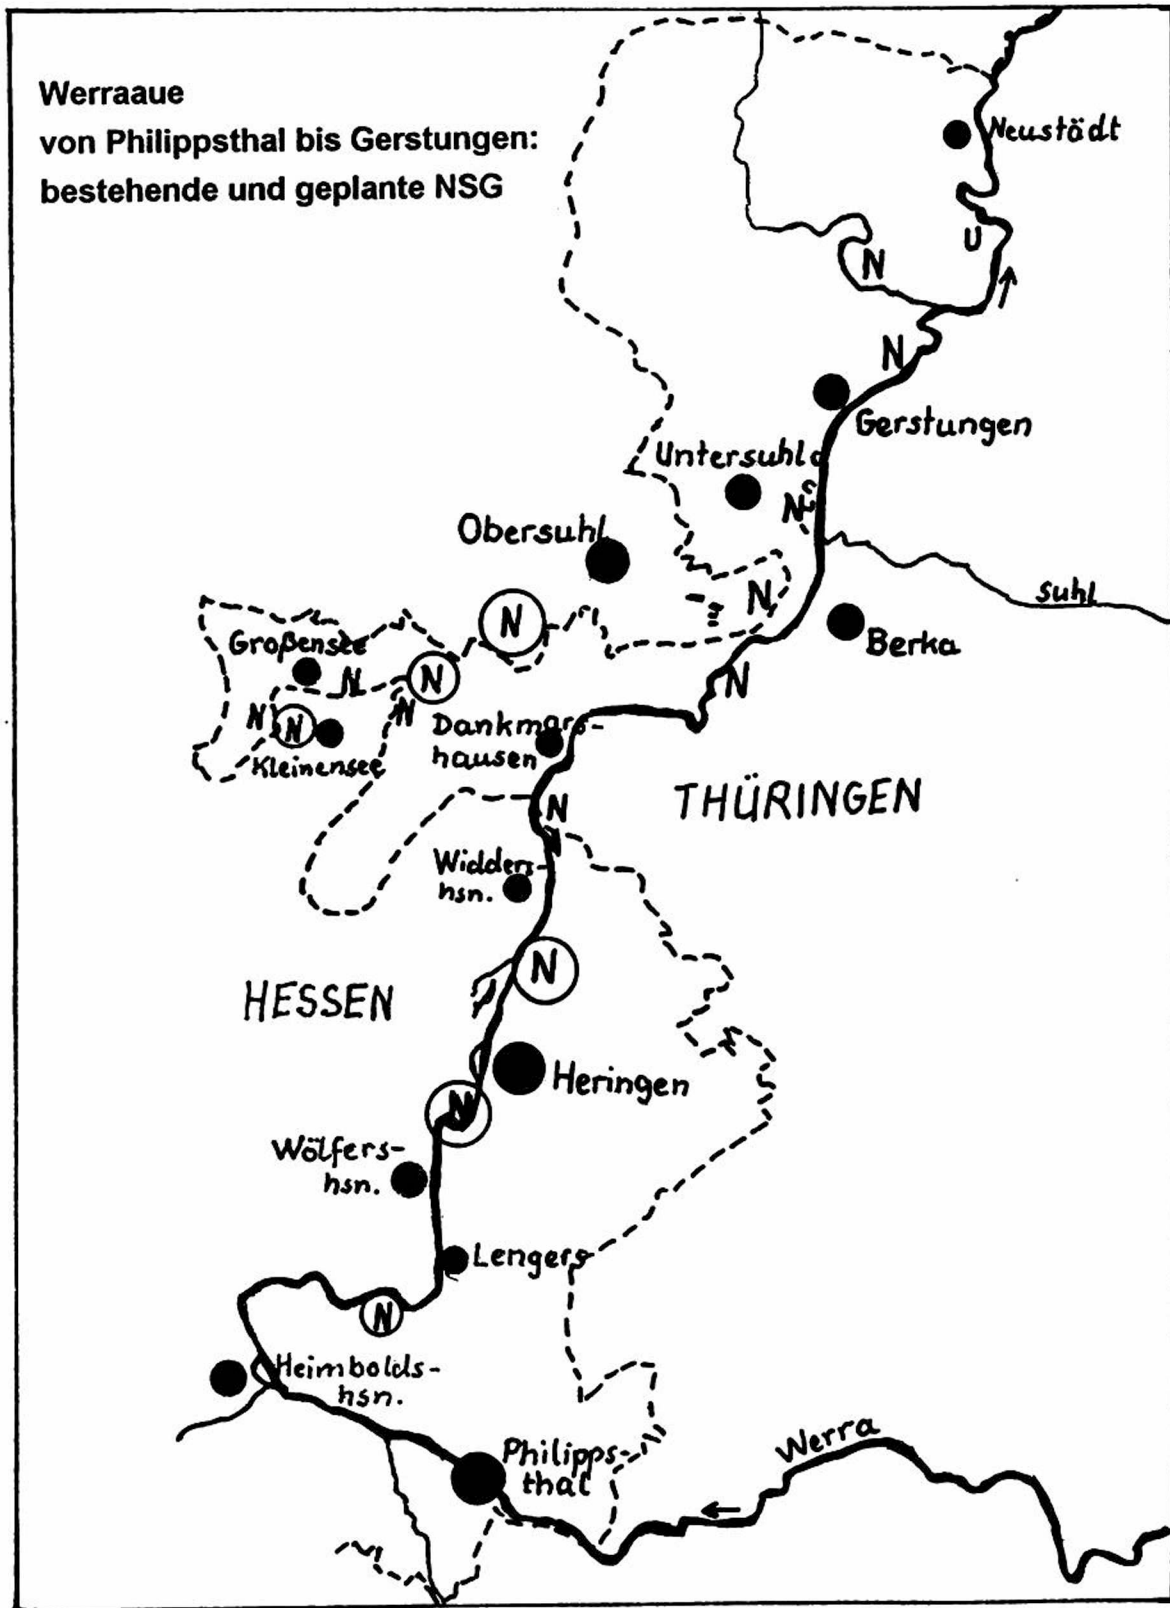 Werraaue
von Philippsthal bis Gerstungen:
bestehende und geplante NSG
Neustädt
U
N
N
Gerstungen
Untersuhl
N
Obersuhl
N
Suhl
N
Berka
Großensee
N
N
N
N
N
N
N
Dankmars-
hausen
Kleinensee
THÜRINGEN
N
N
Widders-
hsn.
N
HESSEN
Heringen
N
Wölfers-
hsn.
Lengers
N
Heimbolds-
hsn.
Werra
Philipps-
thal